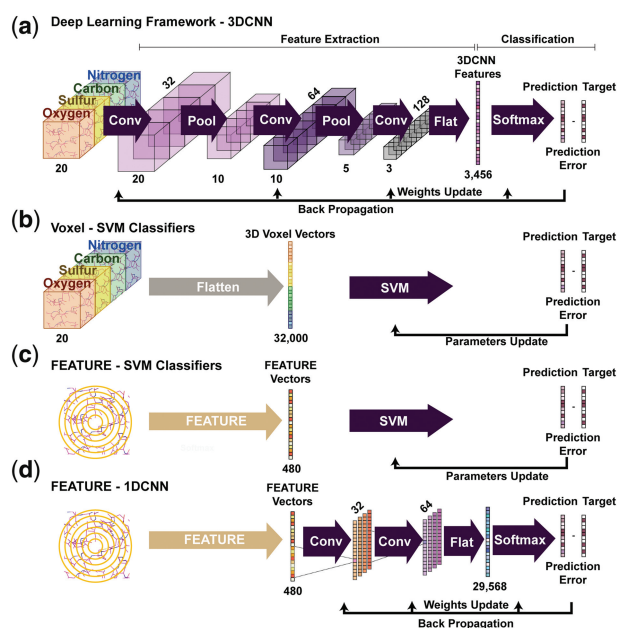 (a) Deep Learning Framework - 3DCNN
Feature Extraction
Classification
Nitrogen
Carbon
Sulfur
Oxygen
20
Conv
32
20
Pool
10
Conv
64
10
Pool
5
Conv
128
3
Flat
3DCNN
Features
3,456
Softmax
Prediction Target
-
Prediction
Error
Weights Update
Back Propagation
(b) Voxel - SVM Classifiers
Nitrogen
Carbon
Sulfur
Oxygen
20
Flatten
3D Voxel Vectors
32,000
SVM
Prediction Target
-
Prediction
Error
Parameters Update
(c) FEATURE - SVM Classifiers
FEATURE
FEATURE
Vectors
480
SVM
Prediction Target
-
Prediction
Error
Parameters Update
(d) FEATURE - 1DCNN
FEATURE
FEATURE
Vectors
480
Conv
32
Conv
64
Flat
29,568
Softmax
Prediction Target
-
Prediction
Error
Weights Update
Back Propagation